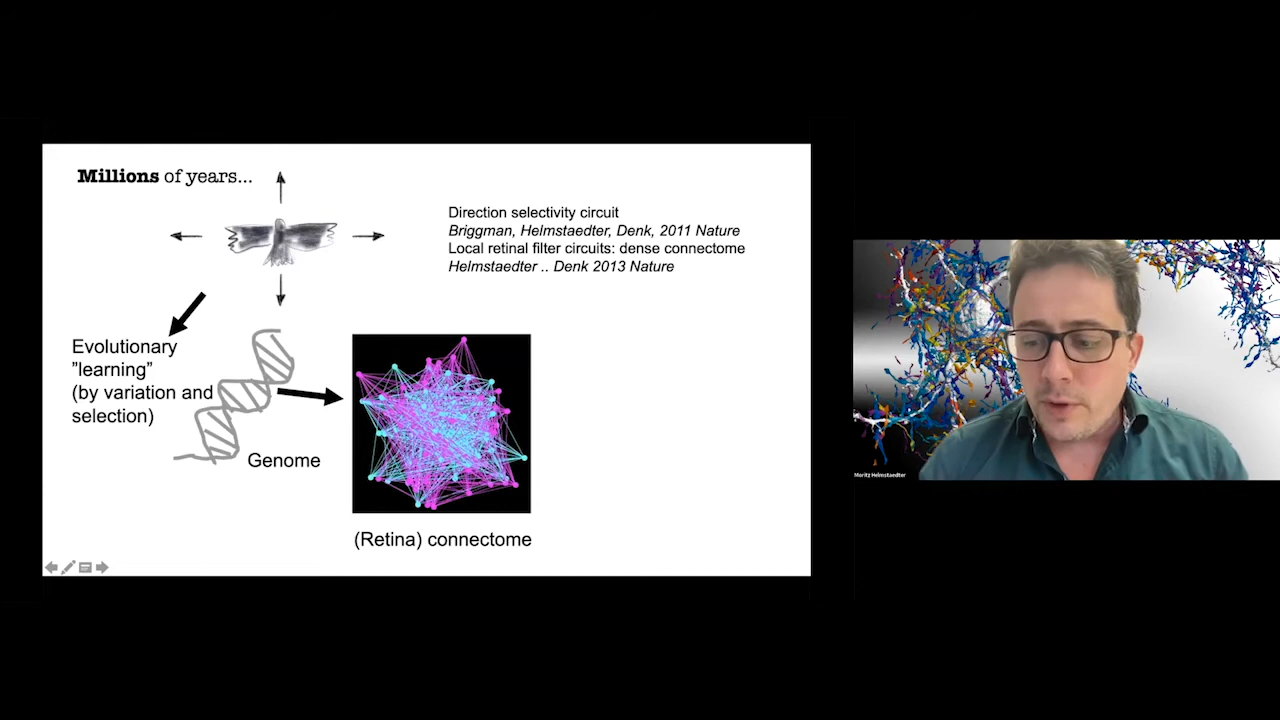 Millions of years...
Direction selectivity circuit
Briggman, Helmstaedter, Denk, 2011 Nature
Local retinal filter circuits: dense connectome
Helmstaedter .. Denk 2013 Nature
Evolutionary
”learning”
(by variation and
selection)
Genome
(Retina) connectome
Moritz Helmstaedter